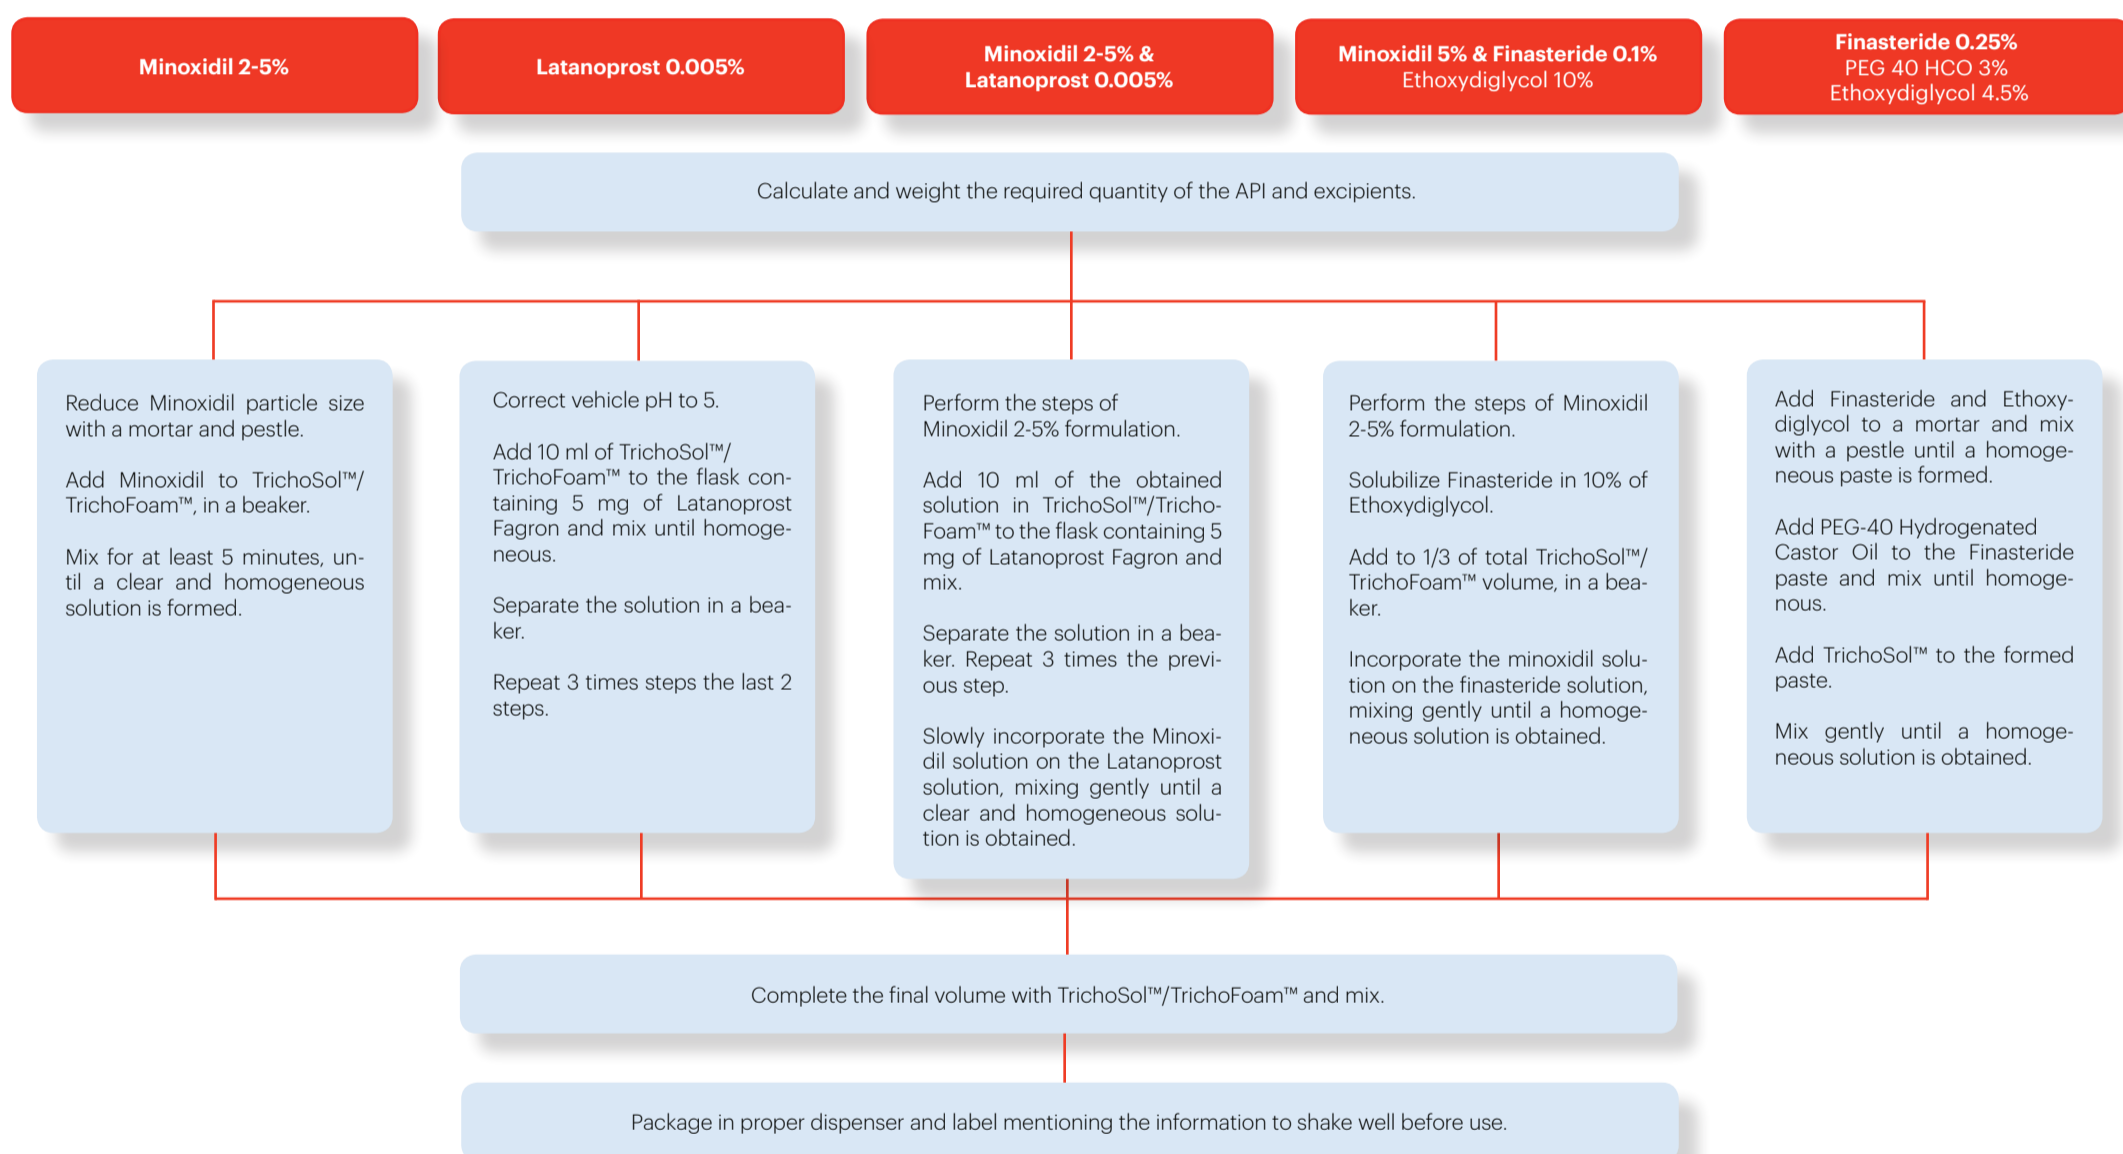 Minoxidil 2-5%
Latanoprost 0.005%
Minoxidil 2-5% &
Latanoprost 0.005%
Minoxidil 5% & Finasteride 0.1%
Ethoxydiglycol 10%
Finasteride 0.25%
PEG 40 HCO 3%
Ethoxydiglycol 4.5%
Calculate and weight the required quantity of the API and excipients.
Reduce Minoxidil particle size
with a mortar and pestle.
Add Minoxidil to TrichoSol™/
TrichoFoam™, in a beaker.
Mix for at least 5 minutes, un-
til a clear and homogeneous
solution is formed.
Correct vehicle pH to 5.
Add 10 ml of TrichoSol™/
TrichoFoam™ to the flask con-
taining 5 mg of Latanoprost
Fagron and mix until homoge-
neous.
Separate the solution in a bea-
ker.
Repeat 3 times steps the last 2
steps.
Perform the steps of
Minoxidil 2-5% formulation.
Add 10 ml of the obtained
solution in TrichoSol™/Tricho-
Foam™ to the flask containing 5
mg of Latanoprost Fagron and
mix.
Separate the solution in a bea-
ker. Repeat 3 times the previ-
ous step.
Slowly incorporate the Minoxi-
dil solution on the Latanoprost
solution, mixing gently until a
clear and homogeneous solu-
tion is obtained.
Perform the steps of Minoxidil
2-5% formulation.
Solubilize Finasteride in 10% of
Ethoxydiglycol.
Add to 1/3 of total TrichoSol™/
TrichoFoam™ volume, in a bea-
ker.
Incorporate the minoxidil solu-
tion on the finasteride solution,
mixing gently until a homoge-
neous solution is obtained.
Add Finasteride and Ethoxy-
diglycol to a mortar and mix
with a pestle until a homoge-
neous paste is formed.
Add PEG-40 Hydrogenated
Castor Oil to the Finasteride
paste and mix until homoge-
nous.
Add TrichoSol™ to the formed
paste.
Mix gently until a homoge-
neous solution is obtained.
Complete the final volume with TrichoSol™/TrichoFoam™ and mix.
Package in proper dispenser and label mentioning the information to shake well before use.